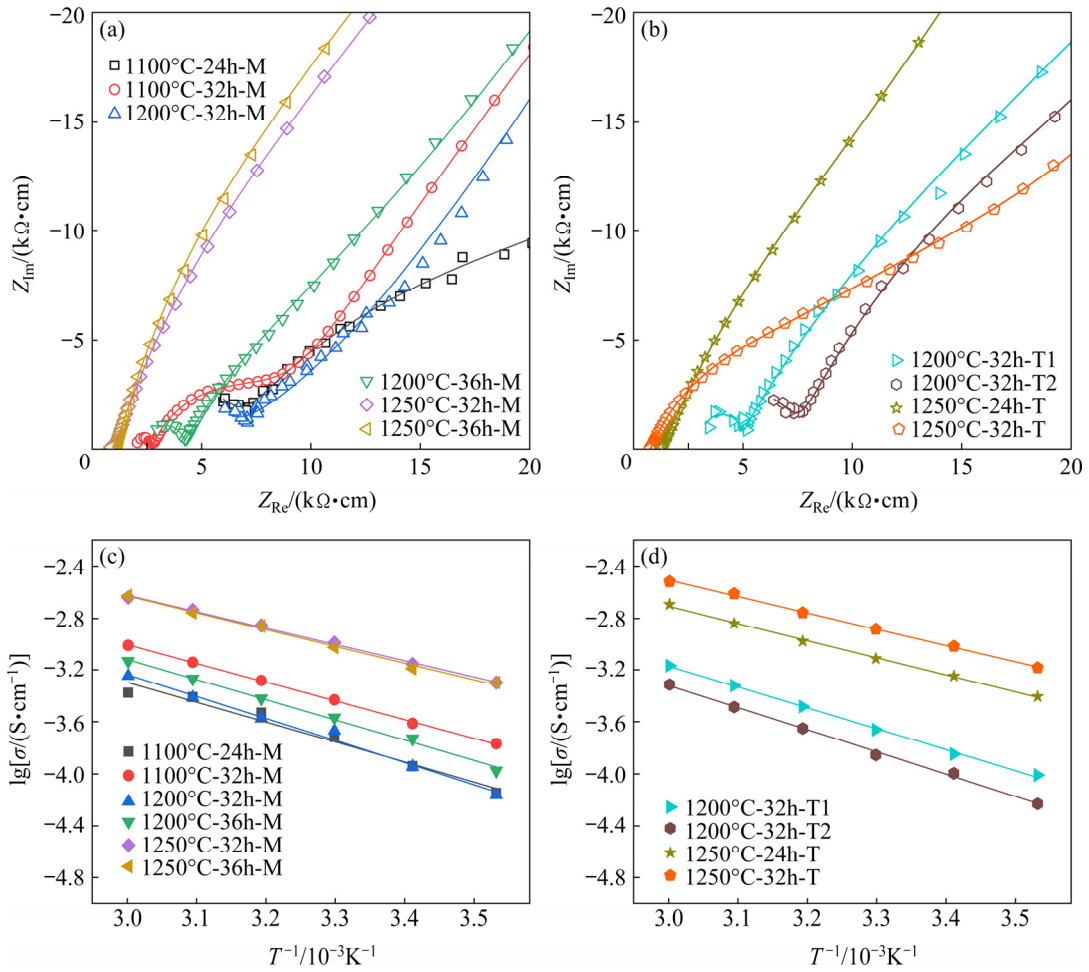 (a)
-20
-15
-10
-5
0
5
10
15
20
Z_Im/(kΩ•cm)
Z_Re/(kΩ•cm)
1100°C-24h-M
1100°C-32h-M
1200°C-32h-M
1200°C-36h-M
1250°C-32h-M
1250°C-36h-M
(b)
-20
-15
-10
-5
0
5
10
15
20
Z_Im/(kΩ•cm)
Z_Re/(kΩ•cm)
1200°C-32h-T1
1200°C-32h-T2
1250°C-24h-T
1250°C-32h-T
(c)
-2.4
-2.8
-3.2
-3.6
-4.0
-4.4
-4.8
lg[σ/(S•cm⁻¹)]
1100°C-24h-M
1100°C-32h-M
1200°C-32h-M
1200°C-36h-M
1250°C-32h-M
1250°C-36h-M
3.0
3.1
3.2
3.3
3.4
3.5
T⁻¹/10⁻³K⁻¹
(d)
-2.4
-2.8
-3.2
-3.6
-4.0
-4.4
-4.8
lg[σ/(S•cm⁻¹)]
1200°C-32h-T1
1200°C-32h-T2
1250°C-24h-T
1250°C-32h-T
3.0
3.1
3.2
3.3
3.4
3.5
T⁻¹/10⁻³K⁻¹